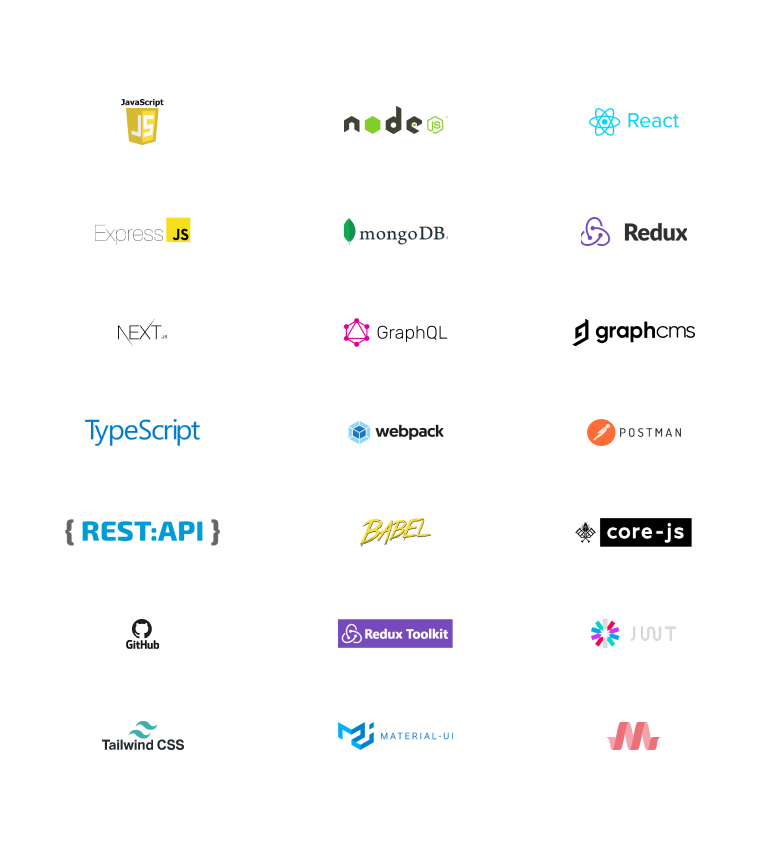 JavaScript
JS
node
JS
React
Express
JS
mongoDB
Redux
NEXT
.JS
GraphQL
graphcms
TypeScript
webpack
POSTMAN
{ REST:API }
BABEL
core-js
GitHub
Redux Toolkit
JWT
Tailwind CSS
MATERIAL-UI